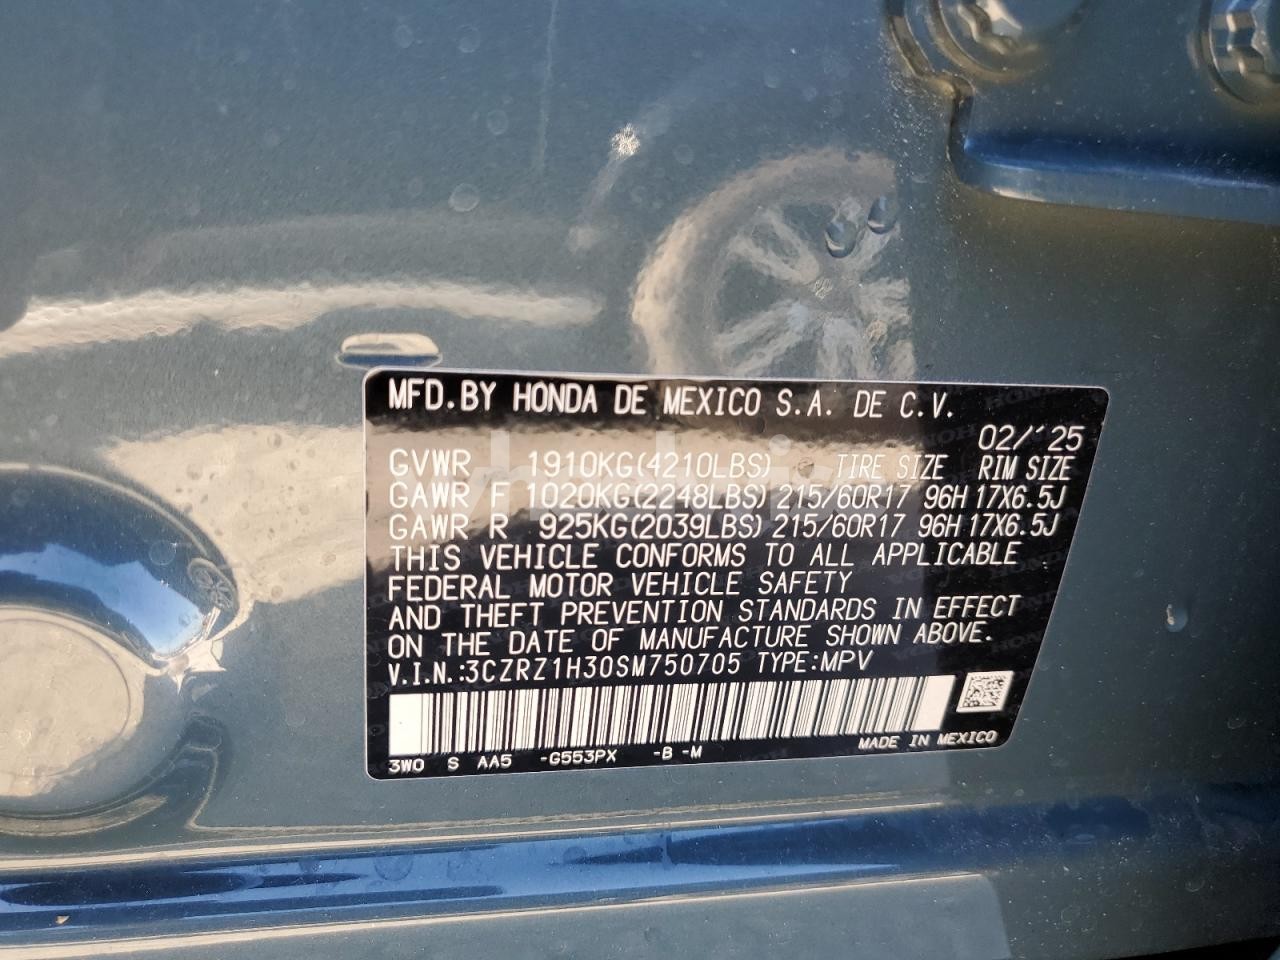 MFD.BY HONDA DE MEXICO S.A. DE C.V.
02/'25
GVWR 1910KG(4210LBS) TIRE SIZE RIM SIZE
GAWR F 1020KG(2248LBS) 215/60R17 96H 17X6.5J
GAWR R 925KG(2039LBS) 215/60R17 96H 17X6.5J
THIS VEHICLE CONFORMS TO ALL APPLICABLE
FEDERAL MOTOR VEHICLE SAFETY
AND THEFT PREVENTION STANDARDS IN EFFECT
ON THE DATE OF MANUFACTURE SHOWN ABOVE.
V.I.N.:3CZRZ1H30SM750705 TYPE:MPV
3WO S AA5 -G553PX -B -M MADE IN MEXICO